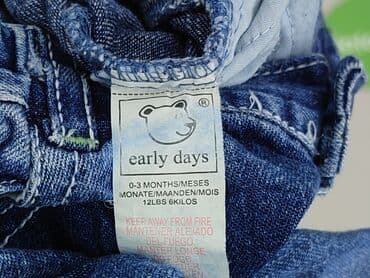 ®
early days
0-3 MONTHS/MESES
MONATE/MAANDEN/MOIS
12LBS 6KILOS
KEEP AWAY FROM FIRE
MANTENER ALEJADO
DEL FUEGO